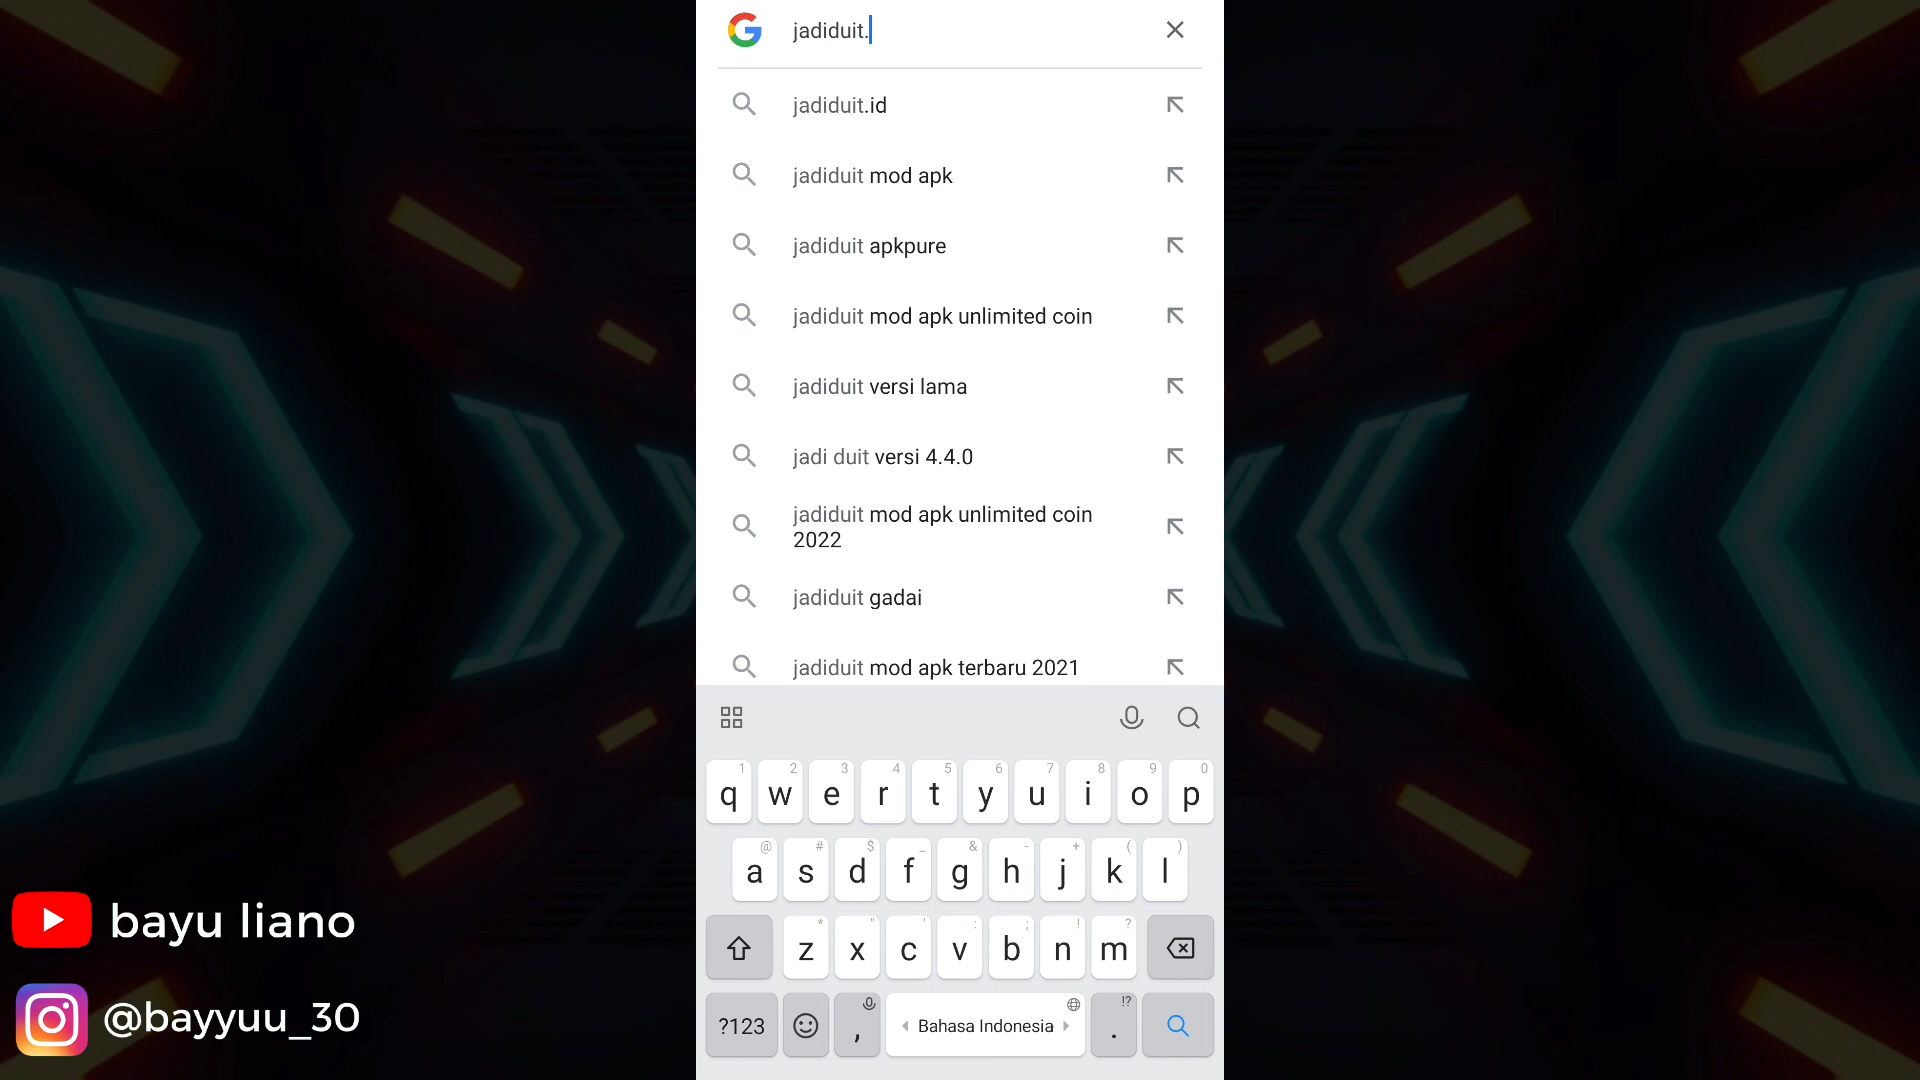 jadiduit.
jadiduit.id
jadiduit mod apk
jadiduit apkpure
jadiduit mod apk unlimited coin
jadiduit versi lama
jadi duit versi 4.4.0
jadiduit mod apk unlimited coin
2022
jadiduit gadai
jadiduit mod apk terbaru 2021
1 2 3 4 5 6 7 8 9 0
q w e r t y u i o p
@ # $ _ & - + ( )
a s d f g h j k l
* " ' : ; ! ?
z x c v b n m
!?
?123 , Bahasa Indonesia .
bayu liano
@bayyuu_30